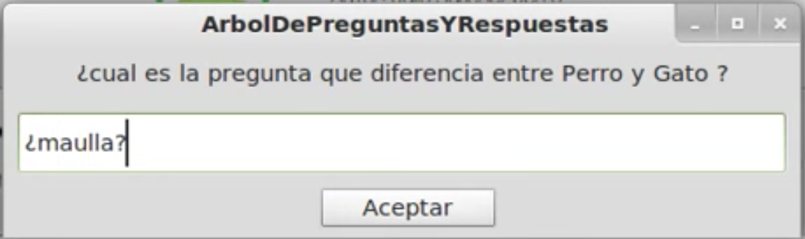 ArbolDePreguntasYRespuestas
¿cual es la pregunta que diferencia entre Perro y Gato ?
¿maulla?
Aceptar